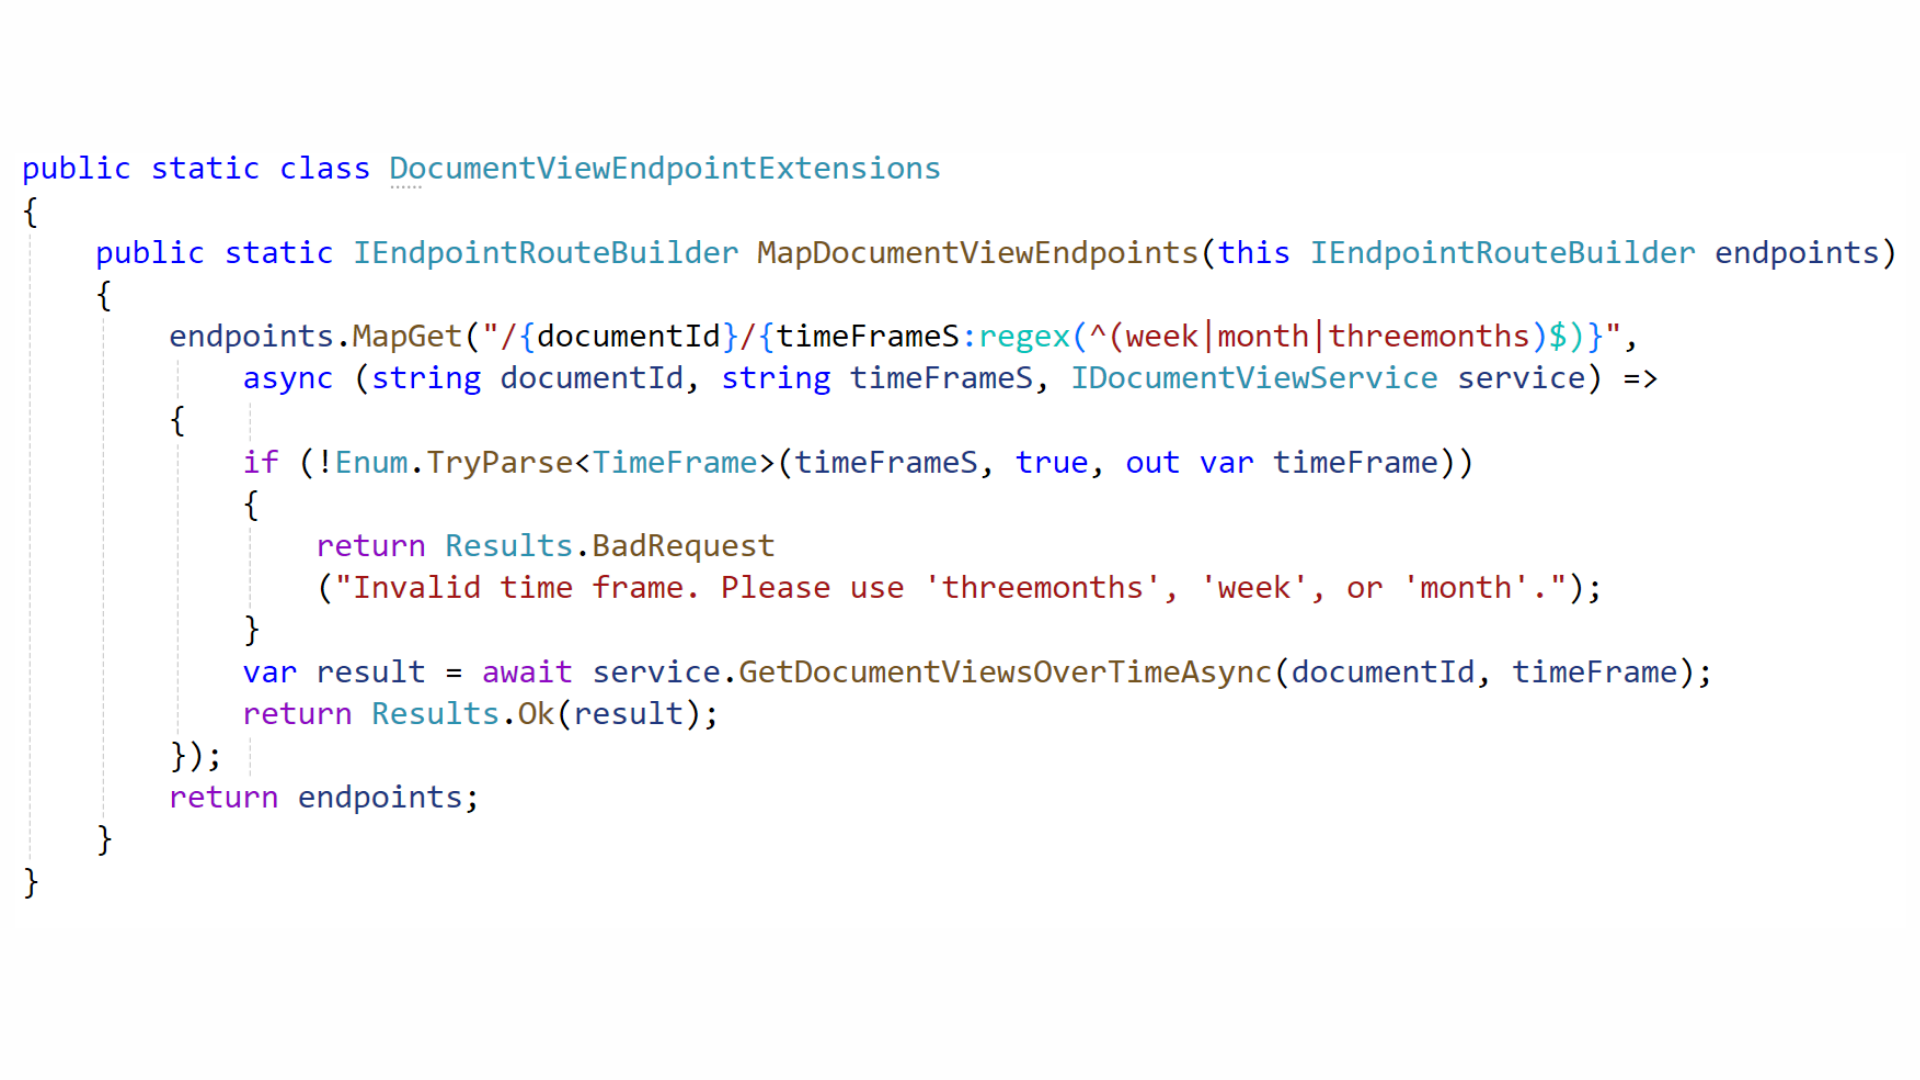 public static class DocumentViewEndpointExtensions
{
    public static IEndpointRouteBuilder MapDocumentViewEndpoints(this IEndpointRouteBuilder endpoints)
    {
        endpoints.MapGet("/{documentId}/{timeFrameS:regex(^(week|month|threemonths)$)}",
            async (string documentId, string timeFrameS, IDocumentViewService service) =>
        {
            if (!Enum.TryParse<TimeFrame>(timeFrameS, true, out var timeFrame))
            {
                return Results.BadRequest
                ("Invalid time frame. Please use 'threemonths', 'week', or 'month'.");
            }
            var result = await service.GetDocumentViewsOverTimeAsync(documentId, timeFrame);
            return Results.Ok(result);
        });
        return endpoints;
    }
}